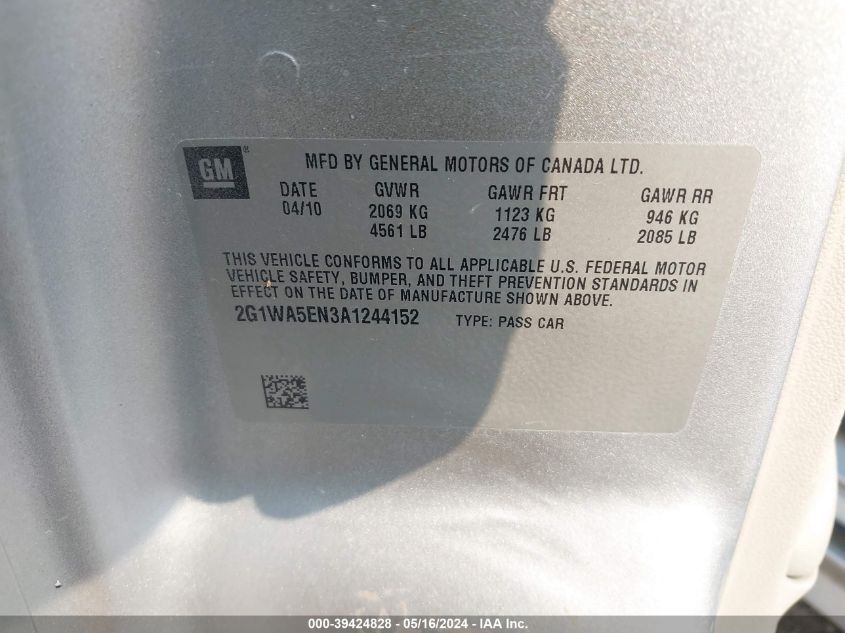 GM ®
MFD BY GENERAL MOTORS OF CANADA LTD.
DATE GVWR GAWR FRT GAWR RR
04/10 2069 KG 1123 KG 946 KG
4561 LB 2476 LB 2085 LB
THIS VEHICLE CONFORMS TO ALL APPLICABLE U.S. FEDERAL MOTOR
VEHICLE SAFETY, BUMPER, AND THEFT PREVENTION STANDARDS IN
EFFECT ON THE DATE OF MANUFACTURE SHOWN ABOVE.
2G1WA5EN3A1244152 TYPE: PASS CAR
000-39424828 - 05/16/2024 - IAA Inc.